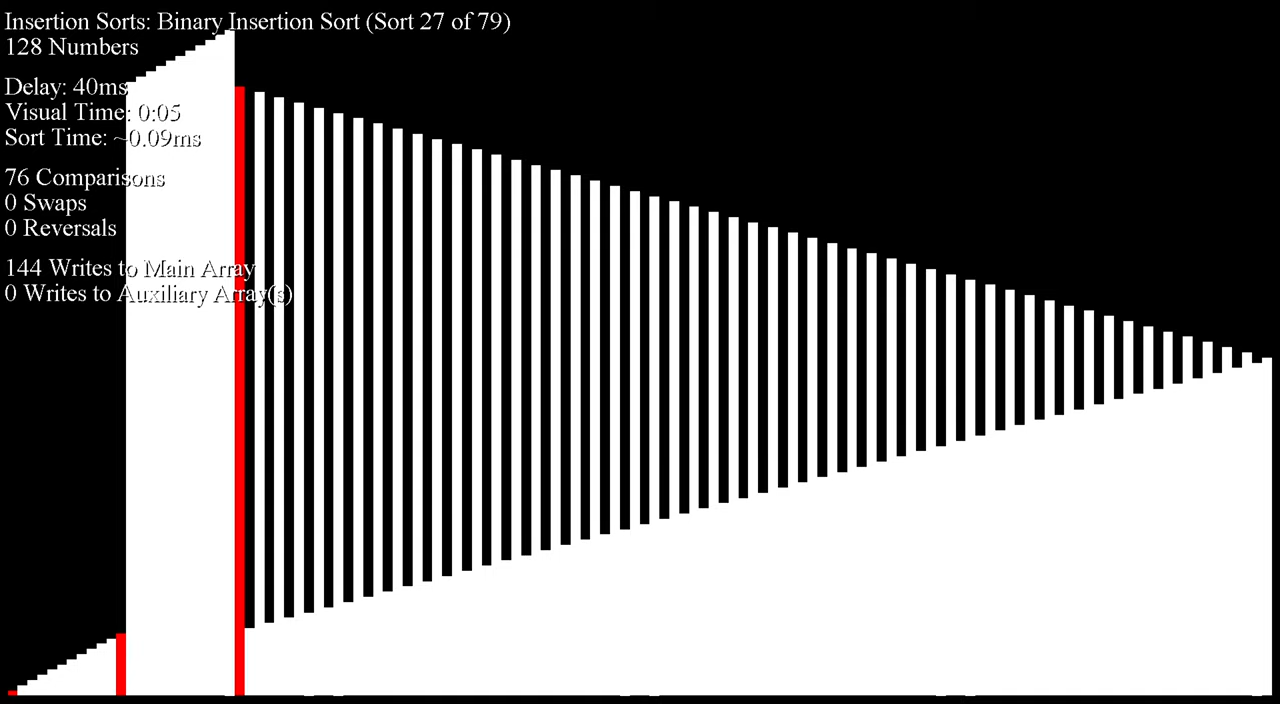 Insertion Sorts: Binary Insertion Sort (Sort 27 of 79)
128 Numbers
Delay: 40ms
Visual Time: 0:05
Sort Time: ~0.09ms
76 Comparisons
0 Swaps
0 Reversals
144 Writes to Main Array
0 Writes to Auxiliary Array(s)